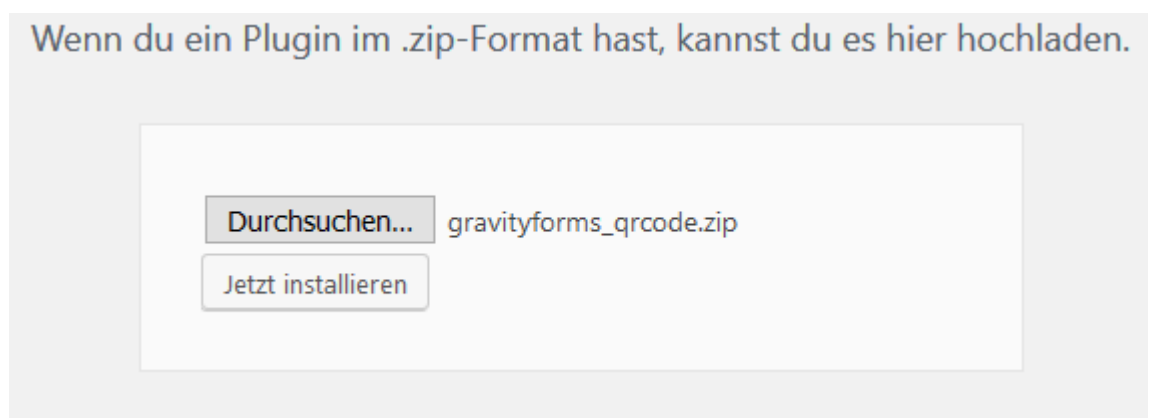 Wenn du ein Plugin im .zip-Format hast, kannst du es hier hochladen.
Durchsuchen... gravityforms_qrcode.zip
Jetzt installieren